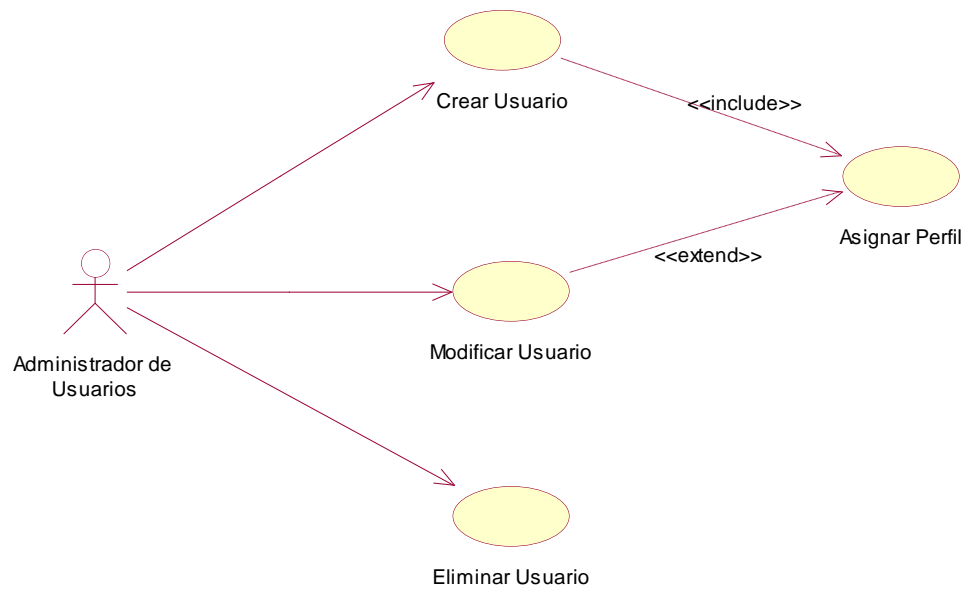 Crear Usuario
<<include>>
Asignar Perfil
<<extend>>
Modificar Usuario
Administrador de
Usuarios
Eliminar Usuario